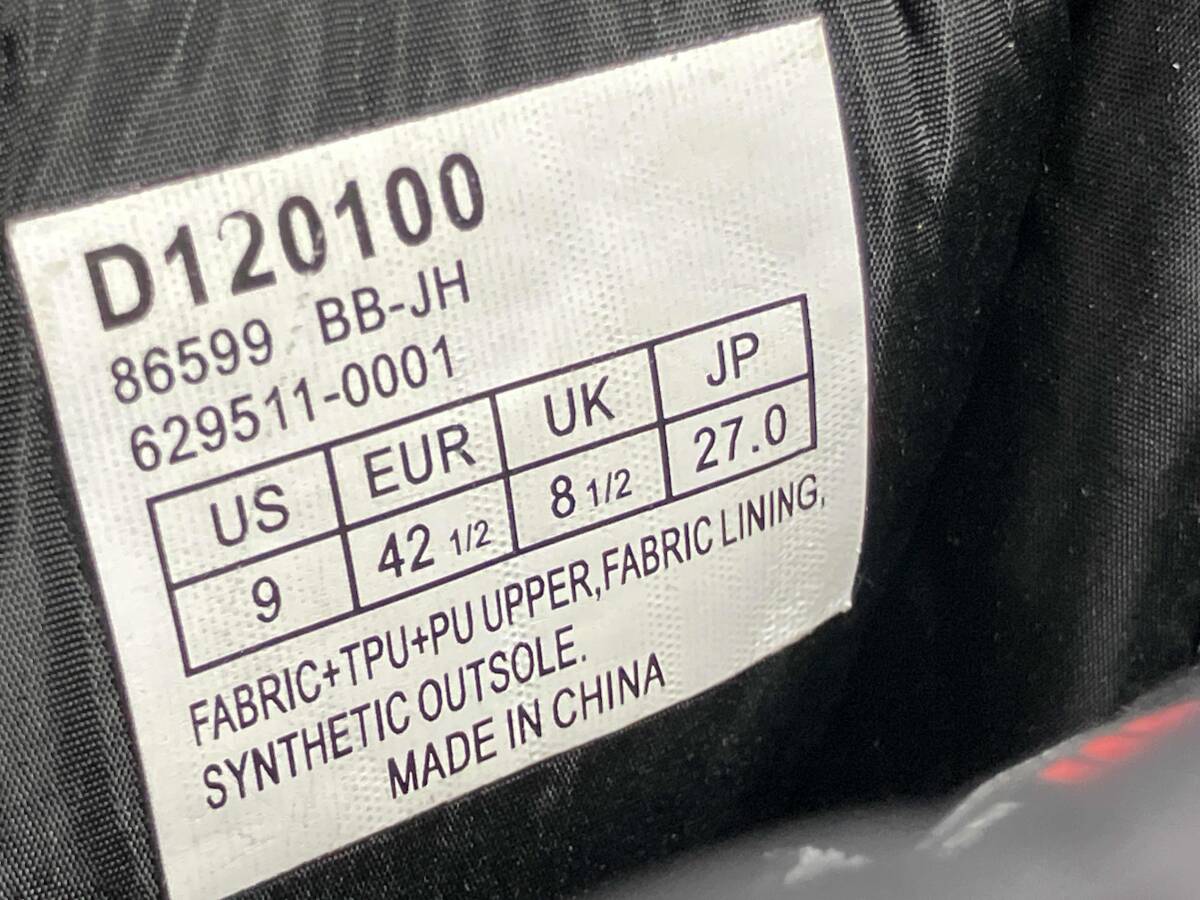 D120100
86599 BB-JH
629511-0001
US EUR UK JP
9 42 1/2 8 1/2 27.0
FABRIC+TPU+PU UPPER,FABRIC LINING,
SYNTHETIC OUTSOLE.
MADE IN CHINA